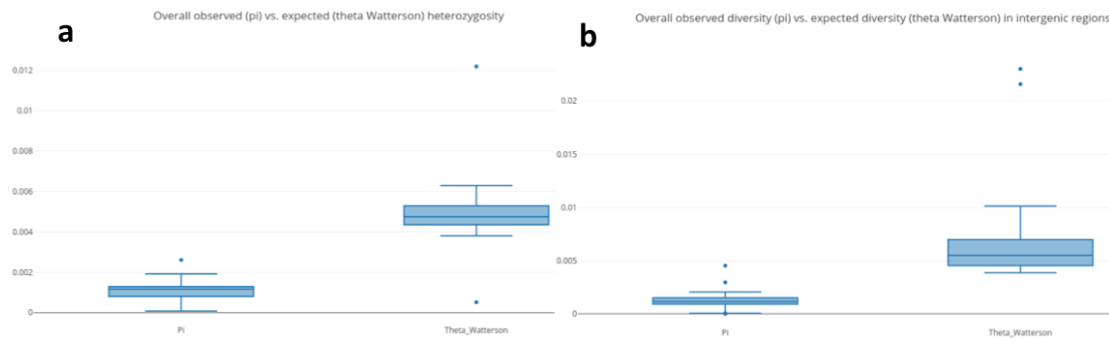 Overall observed (pi) vs. expected (theta Watterson) heterozygosity
a
0.012
0.01
0.008
0.006
0.004
0.002
0
Pi
Theta_Watterson
Overall observed diversity (pi) vs. expected diversity (theta Watterson) in intergenic regions
b
0.02
0.015
0.01
0.005
0
Pi
Theta_Watterson